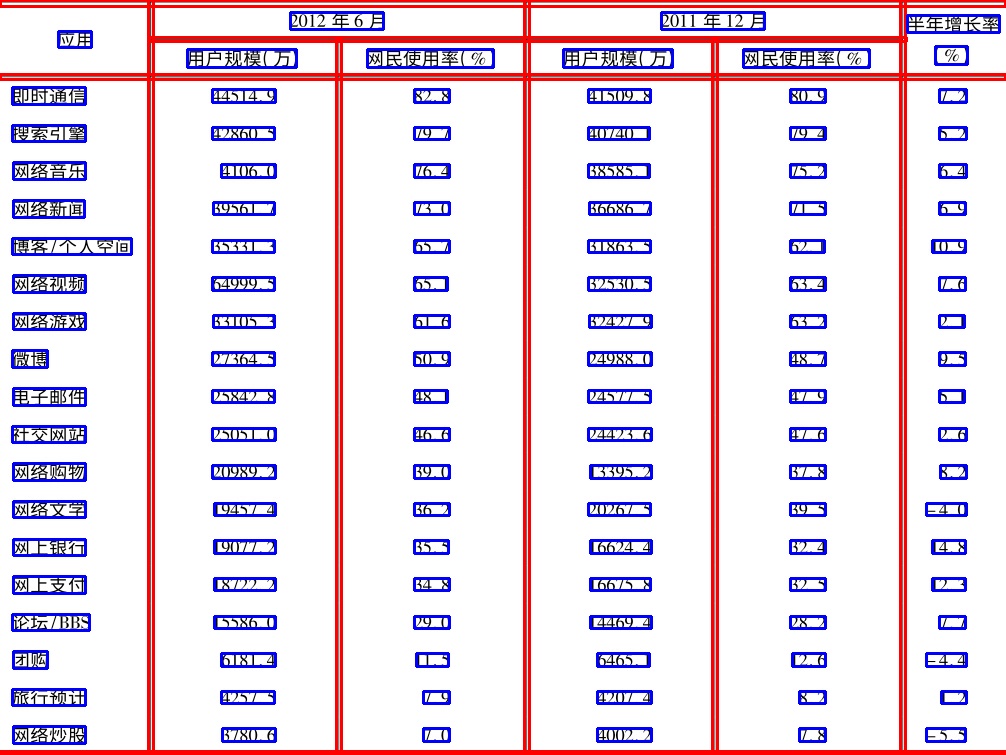 应用 2012 年 6 月 2011 年 12 月 半年增长率
用户规模(万 网民使用率(% 用户规模(万 网民使用率(% %
即时通信 44514.9 82.8 41509.8 80.9 7.2
搜索引擎 42860.5 79.7 40740.1 79.4 5.2
网络音乐 4106.0 76.4 38585.1 75.2 6.4
网络新闻 39561.7 73.0 36686.7 71.5 6.9
博客/个人空间 35331.3 65.7 31863.5 62.1 10.9
网络视频 64999.5 65.1 32530.5 63.4 7.6
网络游戏 33105.3 61.6 32427.9 63.2 2.1
微博 27364.5 50.9 24988.0 48.7 9.5
电子邮件 25842.8 48.1 24577.5 47.9 5.1
社交网站 25051.0 46.6 24423.6 47.6 2.6
网络购物 20989.2 39.0 13395.2 37.8 8.2
网络文学 19457.4 36.2 20267.5 39.5 -4.0
网上银行 19077.2 35.5 16624.4 32.4 14.8
网上支付 18722.2 34.8 16675.8 32.5 12.3
论坛/BBS 15586.0 29.0 14469.4 28.2 7.7
团购 6181.4 11.5 6465.1 12.6 -4.4
旅行预计 4257.5 7.9 4207.4 8.2 1.2
网络炒股 3780.6 7.0 4002.2 7.8 -5.5